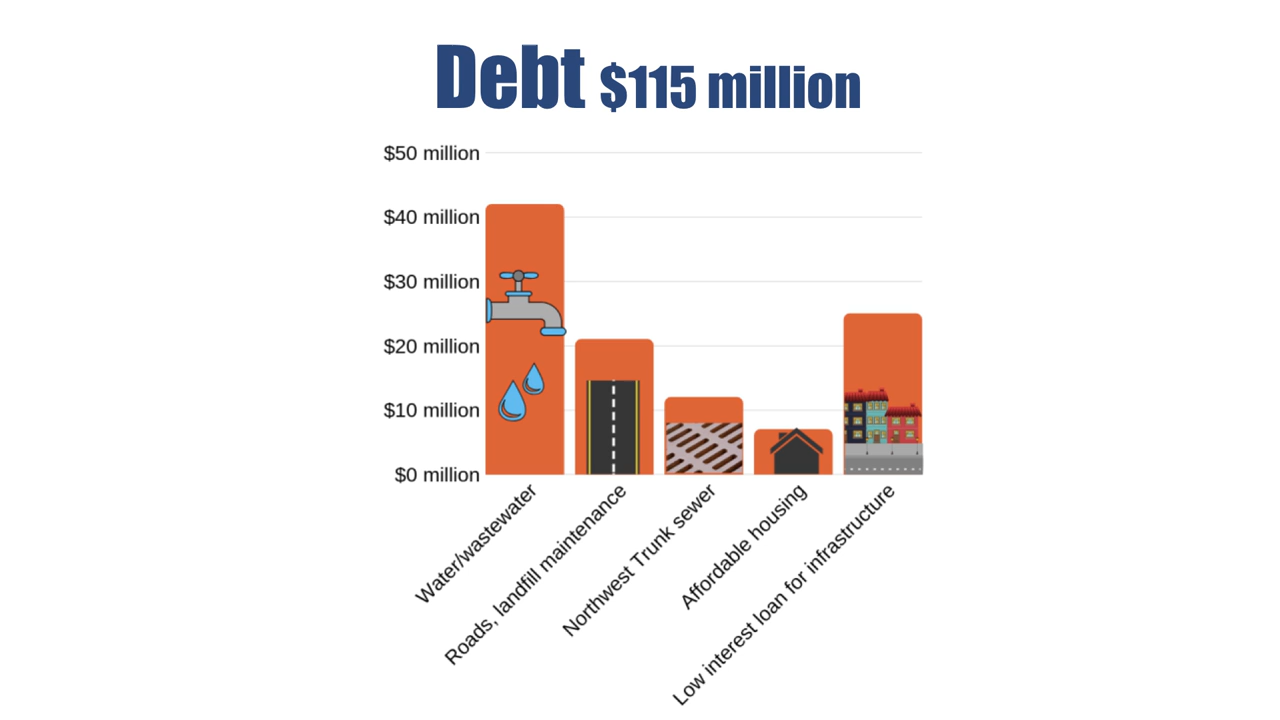 Debt $115 million
$50 million
$40 million
$30 million
$20 million
$10 million
$0 million
Water/wastewater
Roads, landfill maintenance
Northwest Trunk sewer
Affordable housing
Low interest loan for infrastructure